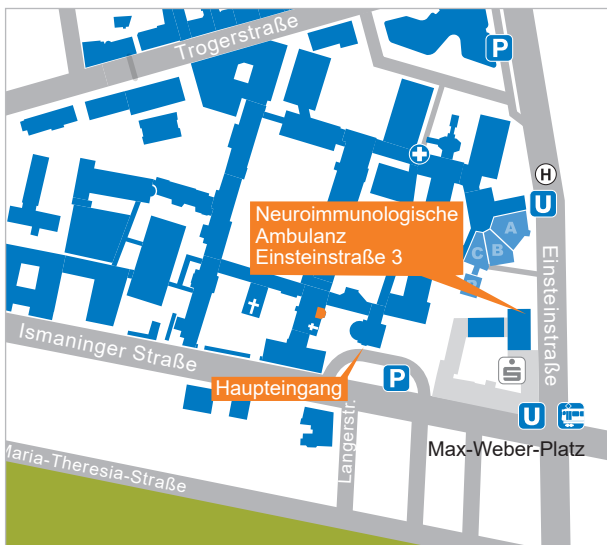 Trogerstraße
P
H
U
A
B
C
Neuroimmunologische
Ambulanz
Einsteinstraße 3
Einsteinstraße
Ismaninger Straße
Haupteingang
P
S
U
Langerstr.
Max-Weber-Platz
Maria-Theresia-Straße